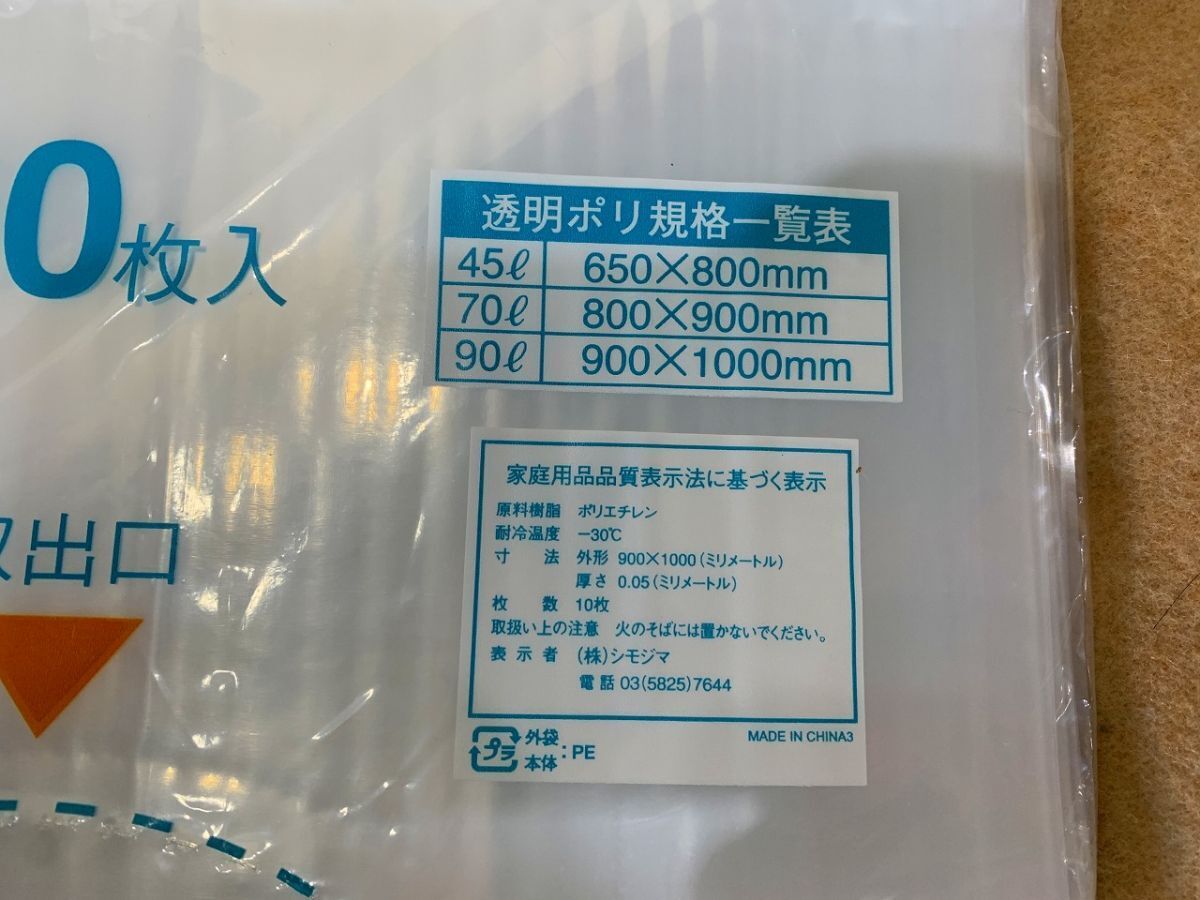 0枚入
透明ポリ規格一覧表
45ℓ 650×800mm
70ℓ 800×900mm
90ℓ 900×1000mm
家庭用品品質表示法に基づく表示
原料樹脂 ポリエチレン
耐冷温度 −30℃
寸法 外形 900×1000(ミリメートル)
厚さ 0.05(ミリメートル)
枚数 10枚
取扱い上の注意 火のそばには置かないでください。
表示者 (株)シモジマ
電話 03(5825)7644
プラ 外袋 本体 : PE
MADE IN CHINA3
取出口